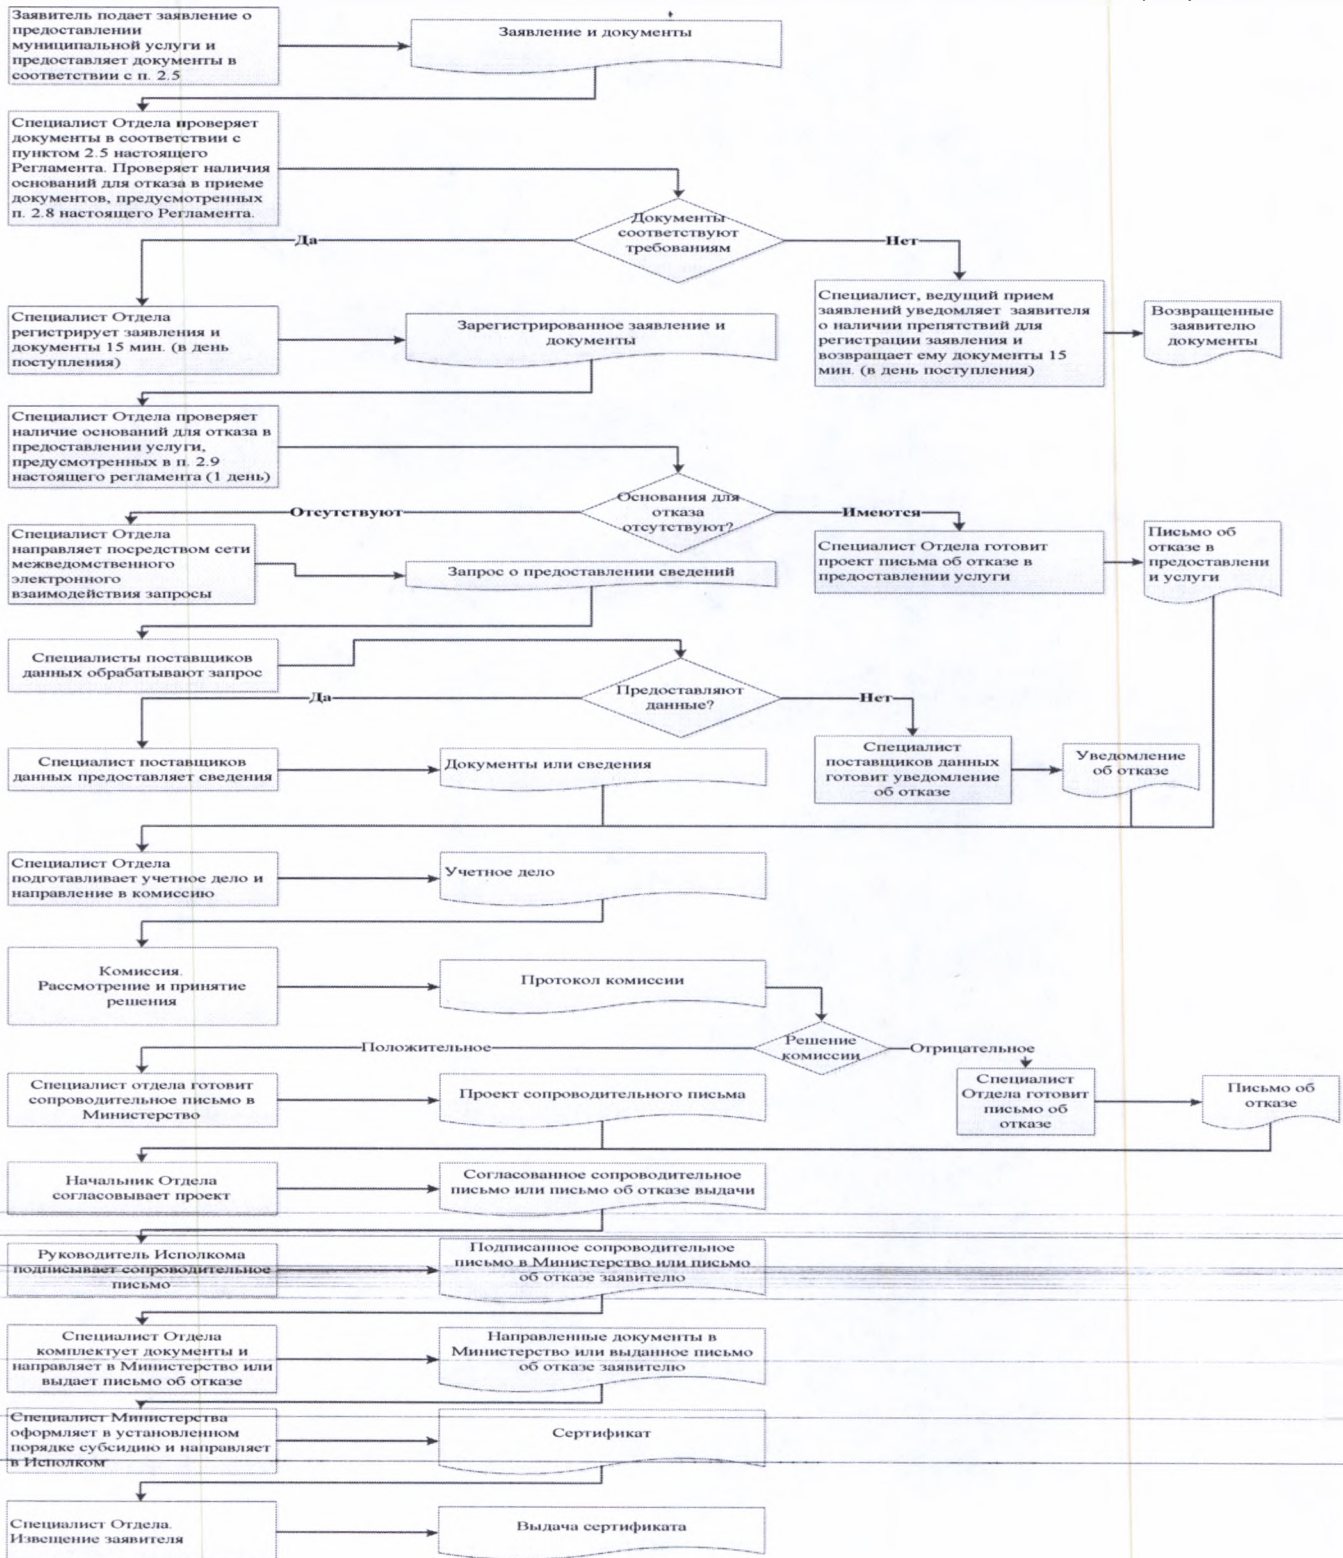 Заявитель подает заявление о
предоставлении
муниципальной услуги и
предоставляет документы в
соответствии с п. 2.5
Заявление и документы
Специалист Отдела проверяет
документы в соответствии с
пунктом 2.5 настоящего
Регламента. Проверяет наличия
оснований для отказа в приеме
документов, предусмотренных
п. 2.8 настоящего Регламента.
Документы
соответствуют
требованиям
Да
Нет
Специалист Отдела
регистрирует заявления и
документы 15 мин. (в день
поступления)
Зарегистрированное заявление и
документы
Специалист, ведущий прием
заявлений уведомляет заявителя
о наличии препятствий для
регистрации заявления и
возвращает ему документы 15
мин. (в день поступления)
Возвращенные
заявителю
документы
Специалист Отдела проверяет
наличие оснований для отказа в
предоставлении услуги,
предусмотренных в п. 2.9
настоящего регламента (1 день)
Основания для
отказа
отсутствуют?
Отсутствуют
Имеются
Специалист Отдела
направляет посредством сети
межведомственного
электронного
взаимодействия запросы
Запрос о предоставлении сведений
Специалист Отдела готовит
проект письма об отказе в
предоставлении услуги
Письмо об
отказе в
предоставлени
и услуги
Специалисты поставщиков
данных обрабатывают запрос
Предоставляют
данные?
Да
Нет
Специалист поставщиков
данных предоставляет сведения
Документы или сведения
Специалист
поставщиков данных
готовит уведомление
об отказе
Уведомление
об отказе
Специалист Отдела
подготавливает учетное дело и
направление в комиссию
Учетное дело
Комиссия.
Рассмотрение и принятие
решения
Протокол комиссии
Решение
комиссии
Положительное
Отрицательное
Специалист отдела готовит
сопроводительное письмо в
Министерство
Проект сопроводительного письма
Специалист
Отдела готовит
письмо об
отказе
Письмо об
отказе
Начальник Отдела
согласовывает проект
Согласованное сопроводительное
письмо или письмо об отказе выдачи
Руководитель Исполкома
подписывает сопроводительное
письмо
Подписанное сопроводительное
письмо в Министерство или письмо
об отказе заявителю
Специалист Отдела
комплектует документы и
направляет в Министерство или
выдает письмо об отказе
Направленные документы в
Министерство или выданное письмо
об отказе заявителю
Специалист Министерства
оформляет в установленном
порядке субсидию и направляет
в Исполком
Сертификат
Специалист Отдела.
Извещение заявителя
Выдача сертификата